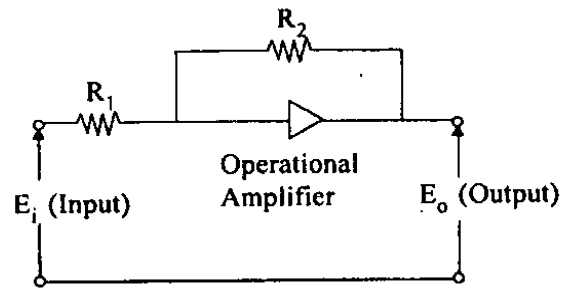 R2
R1
Operational
Amplifier
Ei (Input)
Eo (Output)